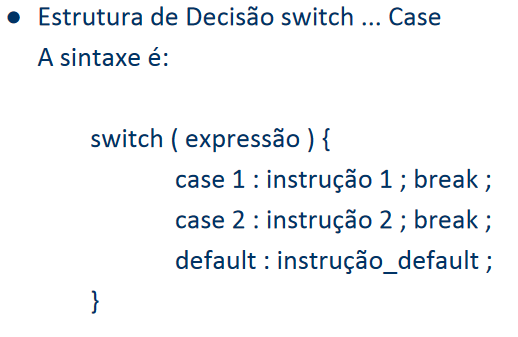 ● Estrutura de Decisão switch ... Case
A sintaxe é:
switch ( expressão ) {
case 1 : instrução 1 ; break ;
case 2 : instrução 2 ; break ;
default : instrução_default ;
}